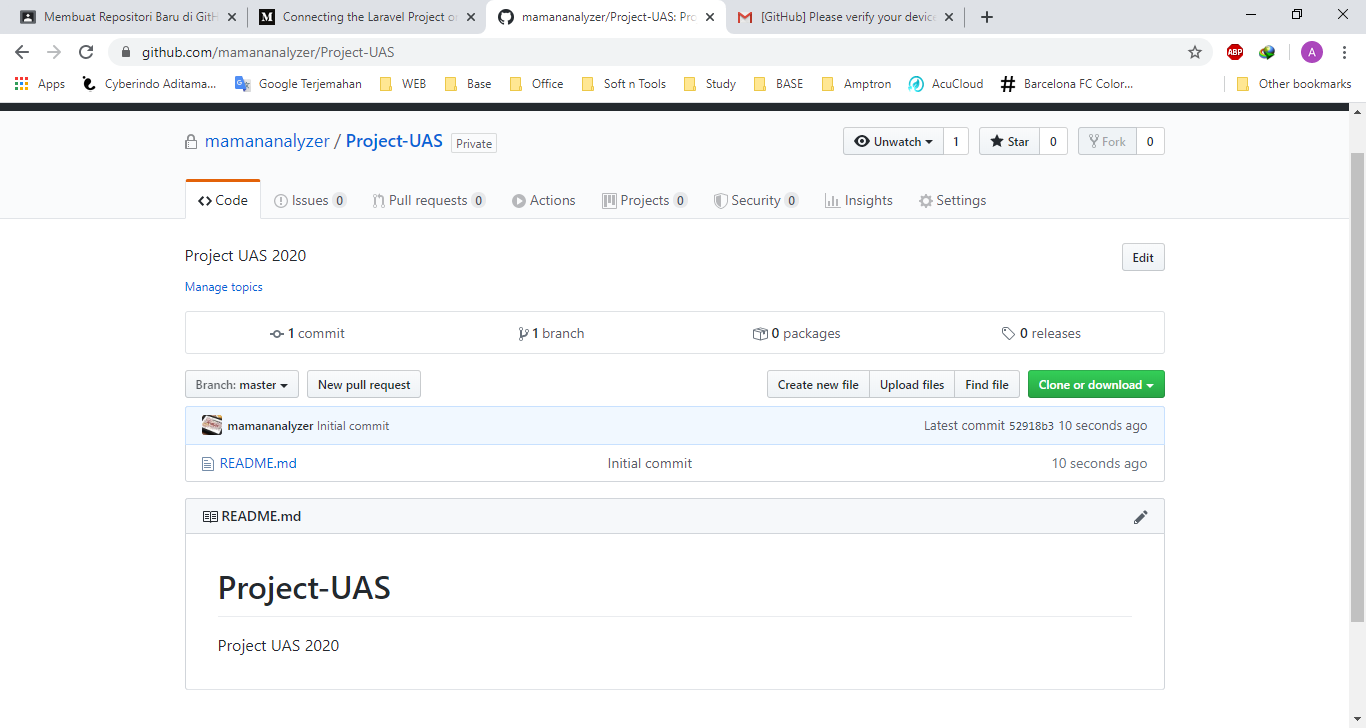 Membuat Repositori Baru di GitH
Connecting the Laravel Project o
mamananalyzer/Project-UAS: Pro
[GitHub] Please verify your device
github.com/mamananalyzer/Project-UAS
ABP
A
Apps
Cyberindo Aditama...
Google Terjemahan
WEB
Base
Office
Soft n Tools
Study
BASE
Amptron
AcuCloud
Barcelona FC Color...
Other bookmarks
mamananalyzer / Project-UAS Private
Unwatch 1
Star 0
Fork 0
Code
Issues 0
Pull requests 0
Actions
Projects 0
Security 0
Insights
Settings
Project UAS 2020
Edit
Manage topics
1 commit
1 branch
0 packages
0 releases
Branch: master
New pull request
Create new file
Upload files
Find file
Clone or download
mamananalyzer Initial commit
Latest commit 52918b3 10 seconds ago
README.md
Initial commit
10 seconds ago
README.md
Project-UAS
Project UAS 2020